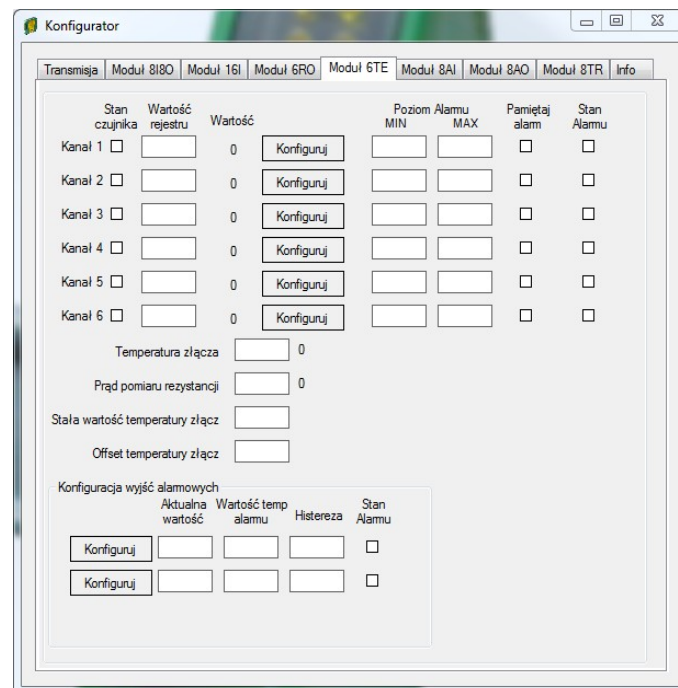 Konfigurator
Transmisja Moduł 8I8O Moduł 16I Moduł 6RO Moduł 6TE Moduł 8AI Moduł 8AO Moduł 8TR Info
Stan czujnika Wartość rejestru Wartość Poziom Alarmu MIN MAX Pamiętaj alarm Stan Alarmu
Kanał 1 0 Konfiguruj
Kanał 2 0 Konfiguruj
Kanał 3 0 Konfiguruj
Kanał 4 0 Konfiguruj
Kanał 5 0 Konfiguruj
Kanał 6 0 Konfiguruj
Temperatura złącza 0
Prąd pomiaru rezystancji 0
Stała wartość temperatury złącz
Offset temperatury złącz
Konfiguracja wyjść alarmowych
Aktualna wartość Wartość temp alarmu Histereza Stan Alarmu
Konfiguruj
Konfiguruj